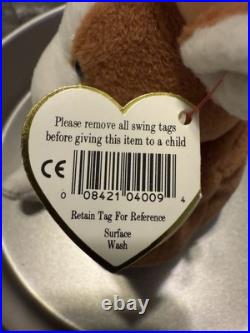 Please remove all swing tags
before giving this item to a child
CE
0 08421 04009 4
Retain Tag For Reference
Surface
Wash